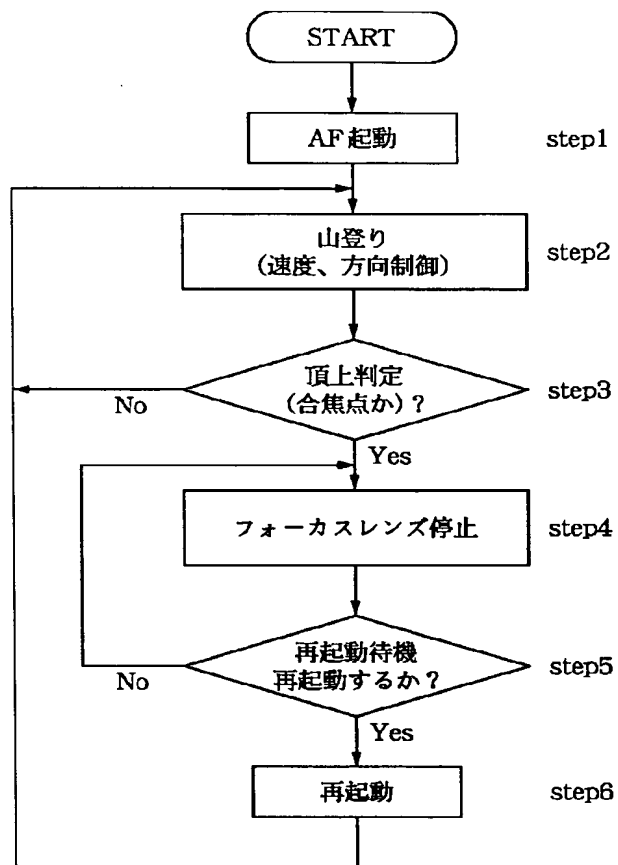 START
AF起動
step1
山登り
(速度、方向制御)
step2
頂上判定
(合焦点か)?
step3
No
Yes
フォーカスレンズ停止
step4
再起動待機
再起動するか?
step5
No
Yes
再起動
step6